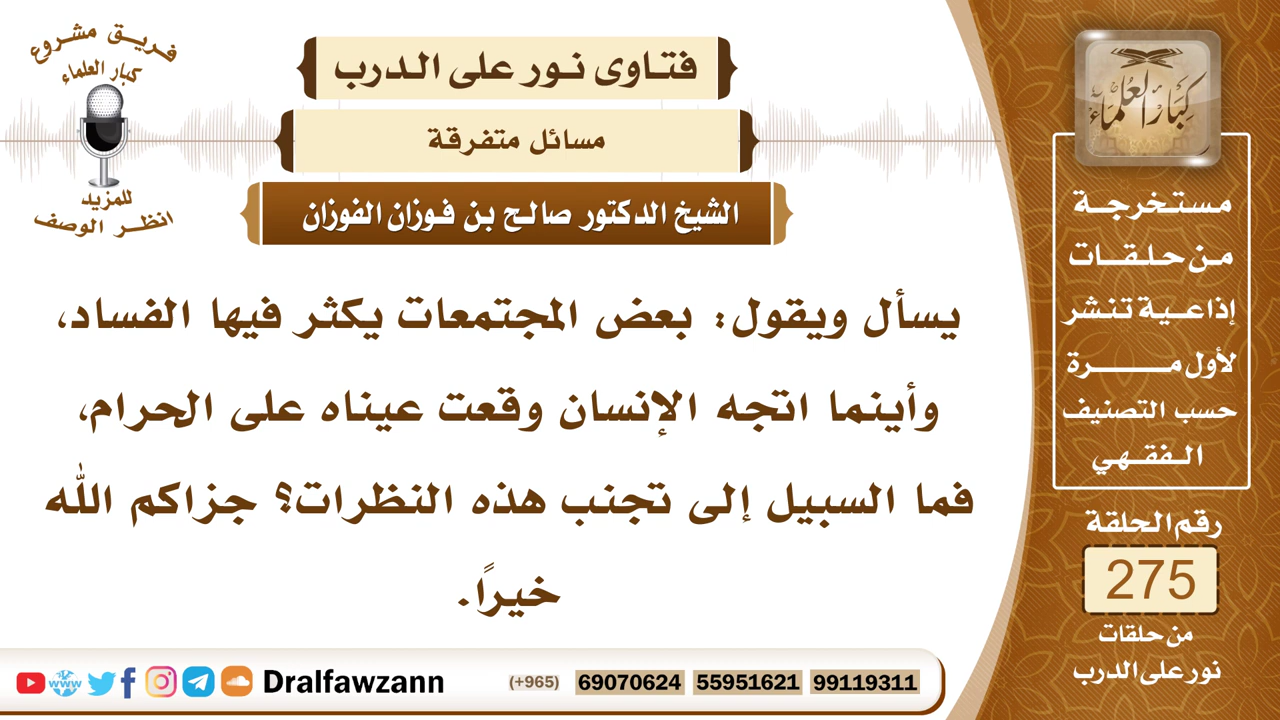 فريق مشروع
كبار العلماء
للمزيد
انظر الوصف
فتاوى نور على الدرب
مسائل متفرقة
الشيخ الدكتور صالح بن فوزان الفوزان
يسأل ويقول: بعض المجتمعات يكثر فيها الفساد،
وأينما اتجه الإنسان وقعت عيناه على الحرام،
فما السبيل إلى تجنب هذه النظرات؟ جزاكم الله
خيرًا.
كبار العلماء
مستخرجة
من حلقات
إذاعية تنشر
لأول مرة
حسب التصنيف
الفقهي
رقم الحلقة
275
من حلقات
نور على الدرب
www Dralfawzann (+965) 69070624 55951621 99119311